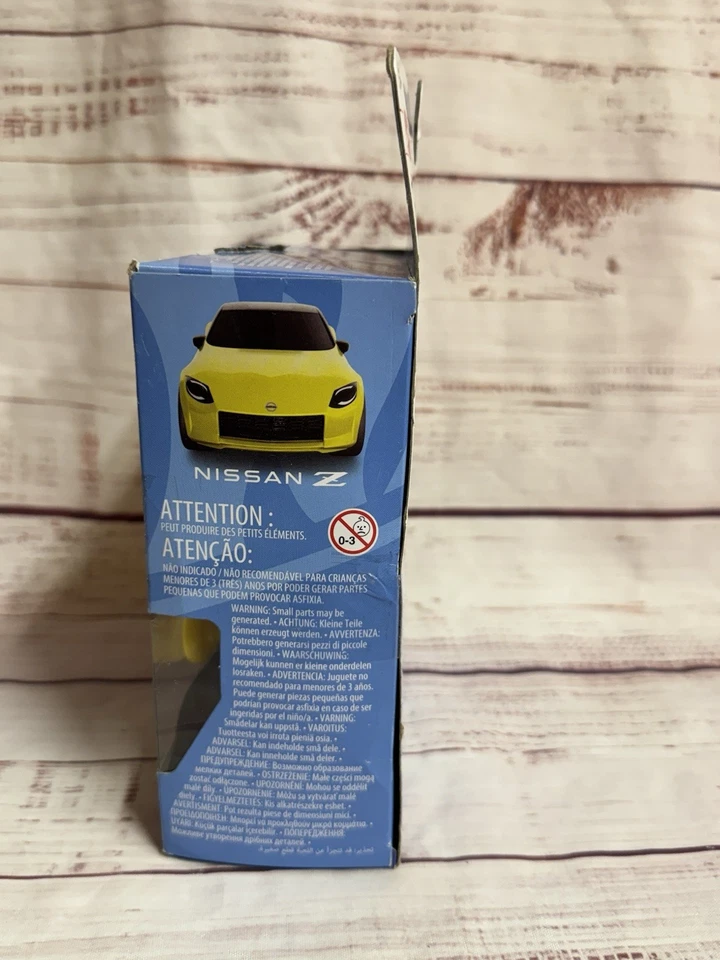 NISSAN Z
ATTENTION :
PEUT PRODUIRE DES PETITS ÉLÉMENTS.
ATENÇÃO:
0-3
NÃO INDICADO / NÃO RECOMENDÁVEL PARA CRIANÇAS
MENORES DE 3 (TRÊS) ANOS POR PODER GERAR PARTES
PEQUENAS QUE PODEM PROVOCAR ASFIXIA.
WARNING: Small parts may be
generated. • ACHTUNG: Kleine Teile
können erzeugt werden. • AVVERTENZA:
Potrebbero generarsi pezzi di piccole
dimensioni. • WAARSCHUWING:
Mogelijk kunnen er kleine onderdelen
losraken. • ADVERTENCIA: Juguete no
recomendado para menores de 3 años.
Puede generar piezas pequeñas que
podrían provocar asfixia en caso de ser
ingeridas por el niño/a. • VARNING:
Smådelar kan uppstå. • VAROITUS:
Tuotteesta voi irrota pieniä osia. •
ADVARSEL: Kan indeholde små dele. •
ADVARSEL: Kan inneholde små deler. •
ПРЕДУПРЕЖДЕНИЕ: Возможно образование
мелких деталей. • OSTRZEŻENIE: Małe części mogą
zostać odłączone. • UPOZORNĚNÍ: Mohou se oddělit
malé díly. • UPOZORNENIE: Môžu sa vytvárať malé
diely. • FIGYELMEZTETÉS: Kis alkatrészekre eshet. •
AVERTISMENT: Pot rezulta piese de dimensiuni mici. •
ΠΡΟΕΙΔΟΠΟΙΗΣΗ: Μπορεί να προκληθούν μικρά κομμάτια. •
UYARI: Küçük parçalar içerebilir. • ПОПЕРЕДЖЕННЯ:
Можливе утворення дрібних деталей. •